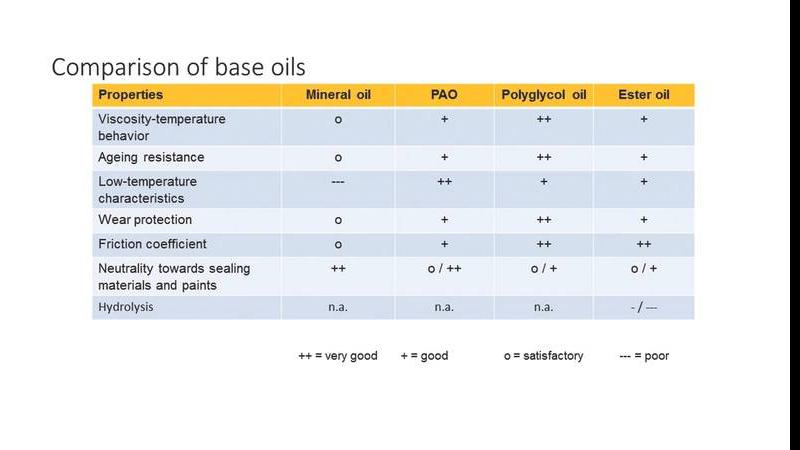 Comparison of base oils
Properties Mineral oil PAO Polyglycol oil Ester oil
Viscosity-temperature behavior o + ++ +
Ageing resistance o + ++ +
Low-temperature characteristics --- ++ + +
Wear protection o + ++ +
Friction coefficient o + ++ ++
Neutrality towards sealing materials and paints ++ o / ++ o / + o / +
Hydrolysis n.a. n.a. n.a. - / ---
++ = very good + = good o = satisfactory --- = poor